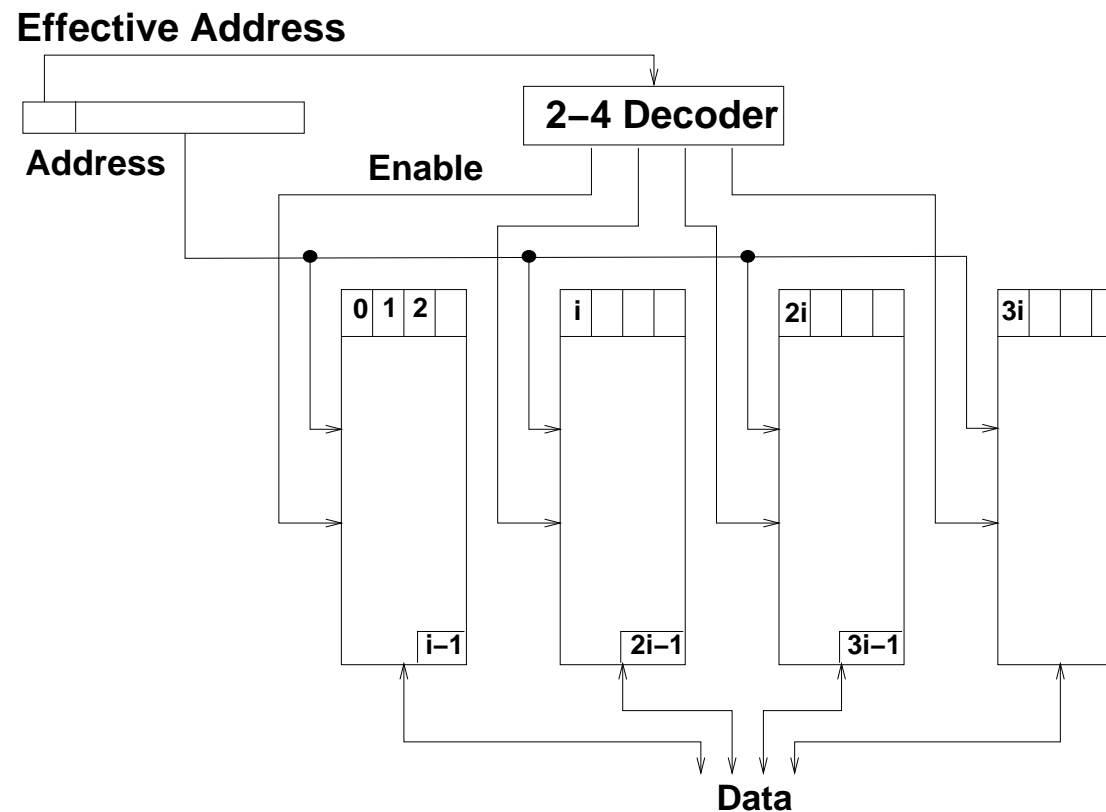 Effective Address
2–4 Decoder
Address
Enable
0 1 2
i
2i
3i
i–1
2i–1
3i–1
Data